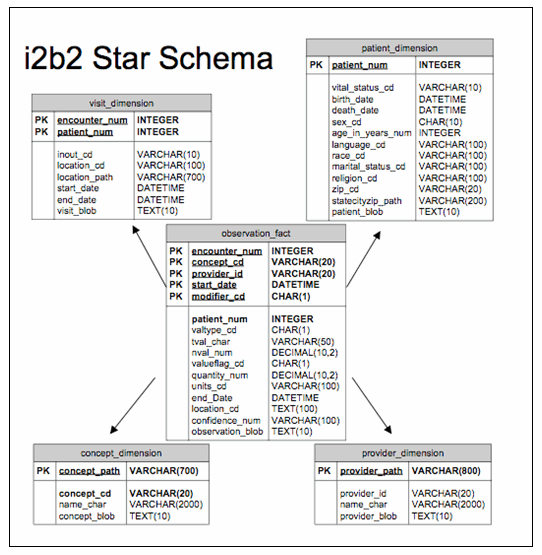 i2b2 Star Schema
patient_dimension
PK patient_num INTEGER
vital_status_cd VARCHAR(10)
birth_date DATETIME
death_date DATETIME
sex_cd CHAR(10)
age_in_years_num INTEGER
language_cd VARCHAR(100)
race_cd VARCHAR(100)
marital_status_cd VARCHAR(100)
religion_cd VARCHAR(100)
zip_cd VARCHAR(20)
statecityzip_path VARCHAR(200)
patient_blob TEXT(10)
visit_dimension
PK encounter_num INTEGER
PK patient_num INTEGER
inout_cd VARCHAR(10)
location_cd VARCHAR(100)
location_path VARCHAR(700)
start_date DATETIME
end_date DATETIME
visit_blob TEXT(10)
observation_fact
PK encounter_num INTEGER
PK concept_cd VARCHAR(20)
PK provider_id VARCHAR(20)
PK start_date DATETIME
PK modifier_cd CHAR(1)
patient_num INTEGER
valtype_cd CHAR(1)
tval_char VARCHAR(50)
nval_num DECIMAL(10,2)
valueflag_cd CHAR(1)
quantity_num DECIMAL(10,2)
units_cd VARCHAR(100)
end_Date DATETIME
location_cd TEXT(100)
confidence_num VARCHAR(100)
observation_blob TEXT(10)
concept_dimension
PK concept_path VARCHAR(700)
concept_cd VARCHAR(20)
name_char VARCHAR(2000)
concept_blob TEXT(10)
provider_dimension
PK provider_path VARCHAR(800)
provider_id VARCHAR(20)
name_char VARCHAR(2000)
provider_blob TEXT(10)